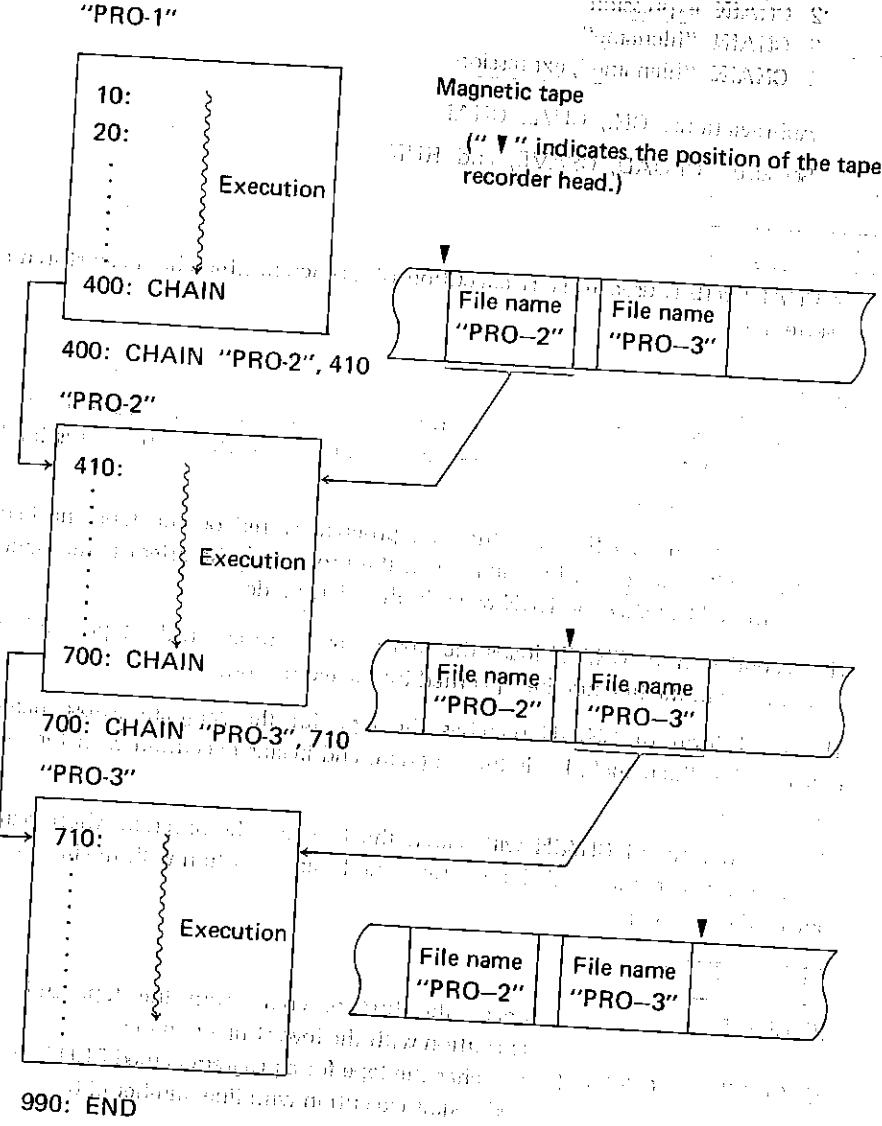 "PRO-1"
10:
20:
Execution
400: CHAIN
Magnetic tape
("▼" indicates the position of the tape
recorder head.)
File name
"PRO—2"
File name
"PRO—3"
400: CHAIN "PRO-2", 410
"PRO-2"
410:
Execution
700: CHAIN
File name
"PRO—2"
File name
"PRO—3"
700: CHAIN "PRO-3", 710
"PRO-3"
710:
Execution
File name
"PRO—2"
File name
"PRO—3"
990: END